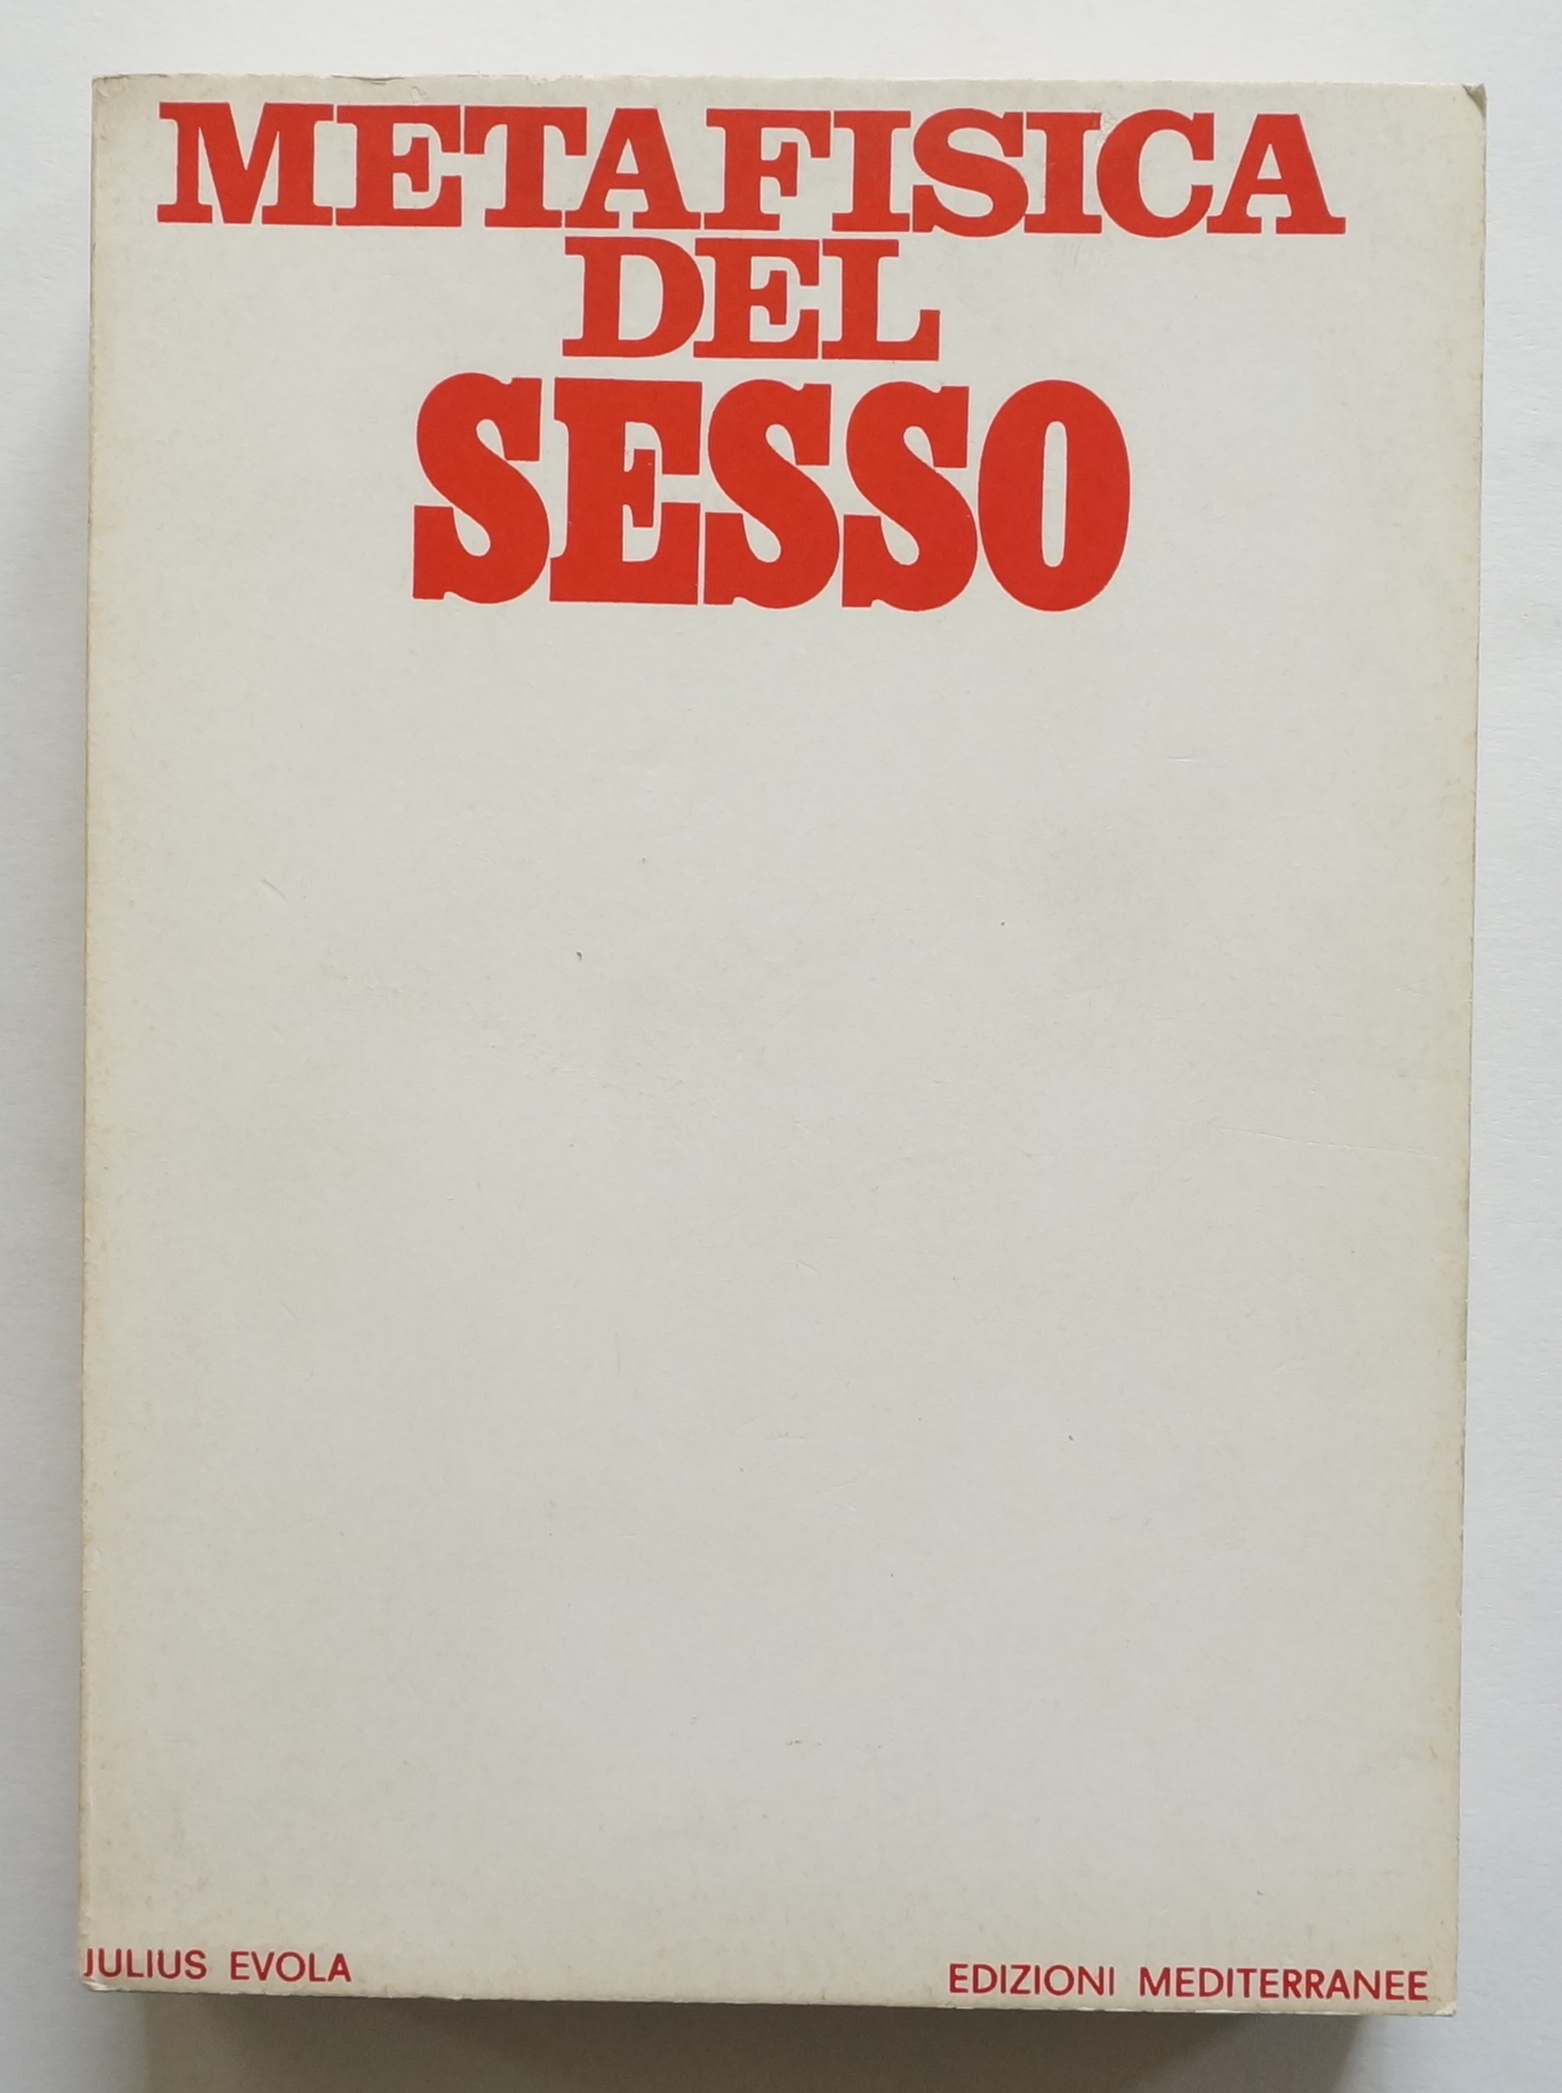 METAFISICA
DEL
SESSO
JULIUS EVOLA
EDIZIONI MEDITERRANEE